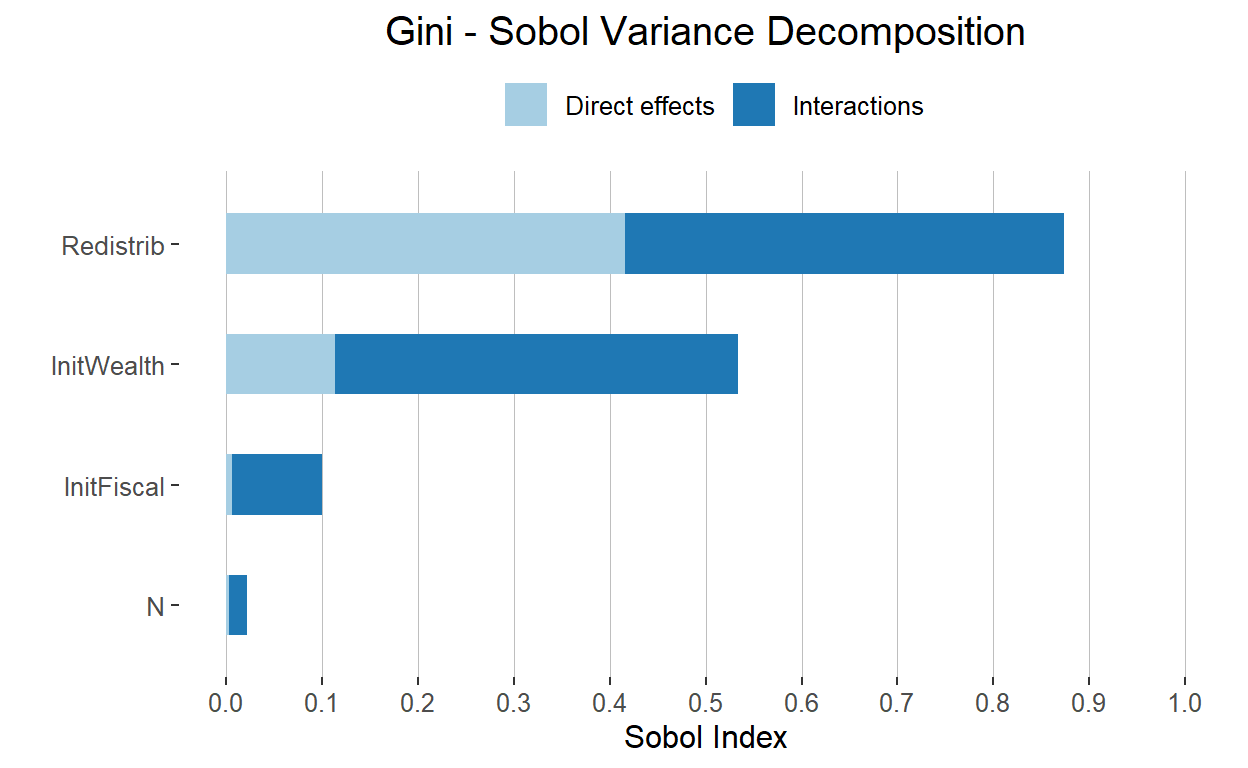 Gini - Sobol Variance Decomposition
Direct effects Interactions
Redistrib
InitWealth
InitFiscal
N
0.0 0.1 0.2 0.3 0.4 0.5 0.6 0.7 0.8 0.9 1.0
Sobol Index